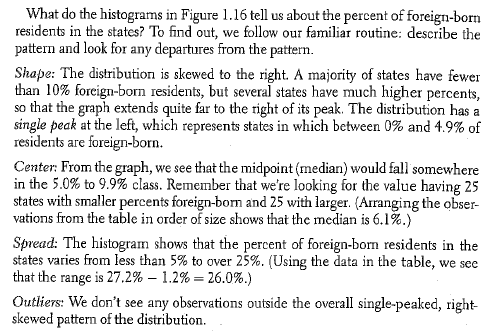 What do the histograms in Figure 1.16 tell us about the percent of foreign-born
residents in the states? To find out, we follow our familiar routine: describe the
pattern and look for any departures from the pattern.
Shape: The distribution is skewed to the right. A majority of states have fewer
than 10% foreign-born residents, but several states have much higher percents,
so that the graph extends quite far to the right of its peak. The distribution has a
single peak at the left, which represents states in which between 0% and 4.9% of
residents are foreign-born.
Center: From the graph, we see that the midpoint (median) would fall somewhere
in the 5.0% to 9.9% class. Remember that we're looking for the value having 25
states with smaller percents foreign-born and 25 with larger. (Arranging the obser-
vations from the table in order of size shows that the median is 6.1%.)
Spread: The histogram shows that the percent of foreign-born residents in the
states varies from less than 5% to over 25%. (Using the data in the table, we see
that the range is 27.2% – 1.2% = 26.0%.)
Outliers: We don't see any observations outside the overall single-peaked, right-
skewed pattern of the distribution.